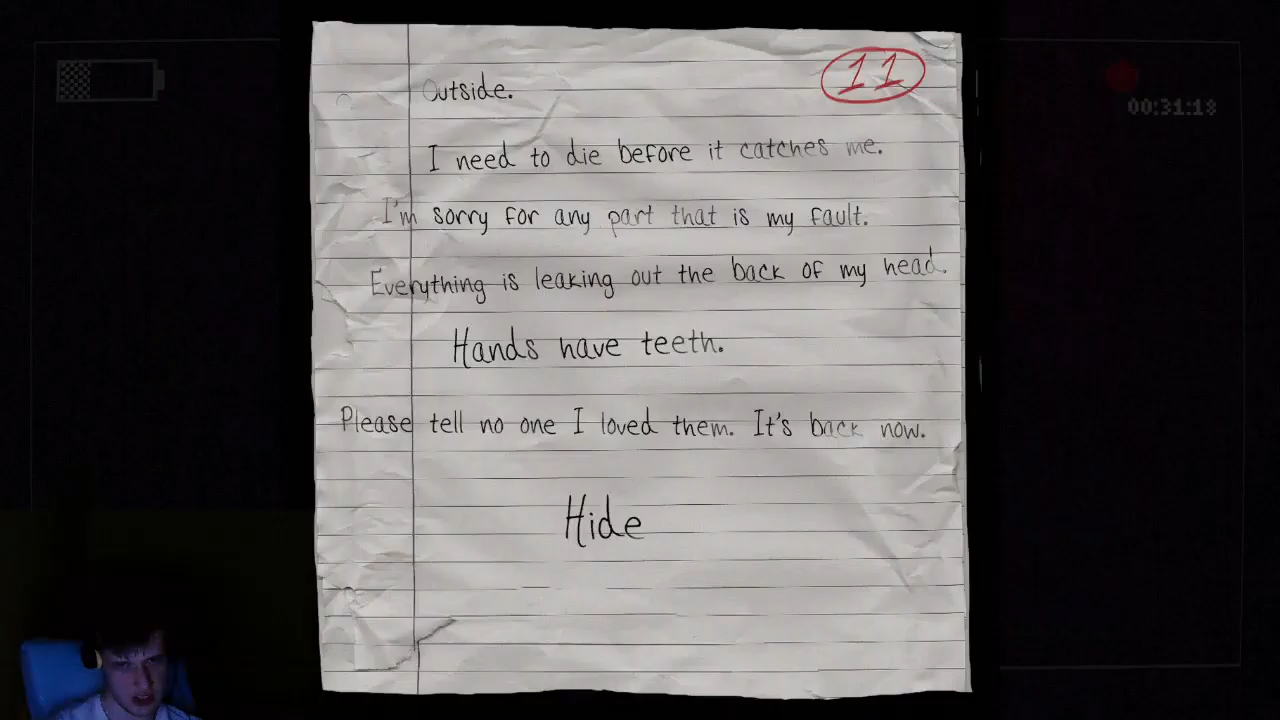 11
Outside.
00:31:18
I need to die before it catches me.
I'm sorry for any part that is my fault.
Everything is leaking out the back of my head.
Hands have teeth.
Please tell no one I loved them. It's back now.
Hide